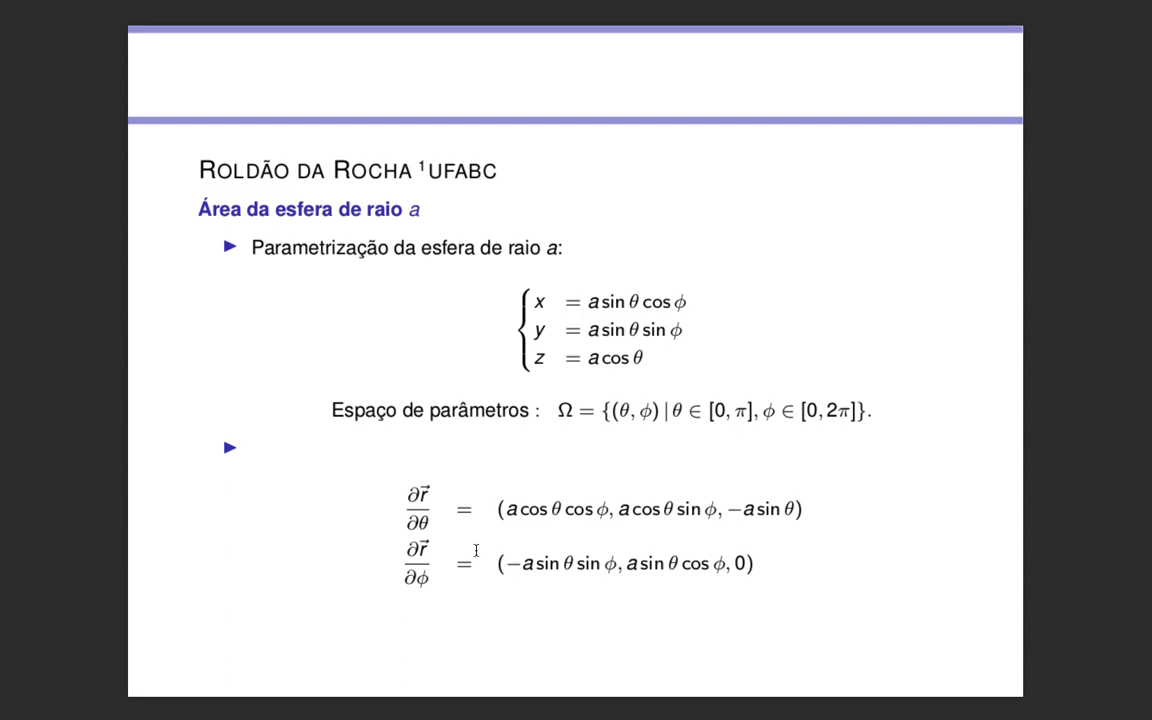 ROLDÃO DA ROCHA ¹UFABC
Área da esfera de raio a
▶ Parametrização da esfera de raio a:
x = a sin θ cos ϕ
y = a sin θ sin ϕ
z = a cos θ
Espaço de parâmetros : Ω = {(θ, ϕ) | θ ∈ [0, π], ϕ ∈ [0, 2π]}.
▶
∂r⃗/∂θ = (a cos θ cos ϕ, a cos θ sin ϕ, −a sin θ)
∂r⃗/∂ϕ = (−a sin θ sin ϕ, a sin θ cos ϕ, 0)